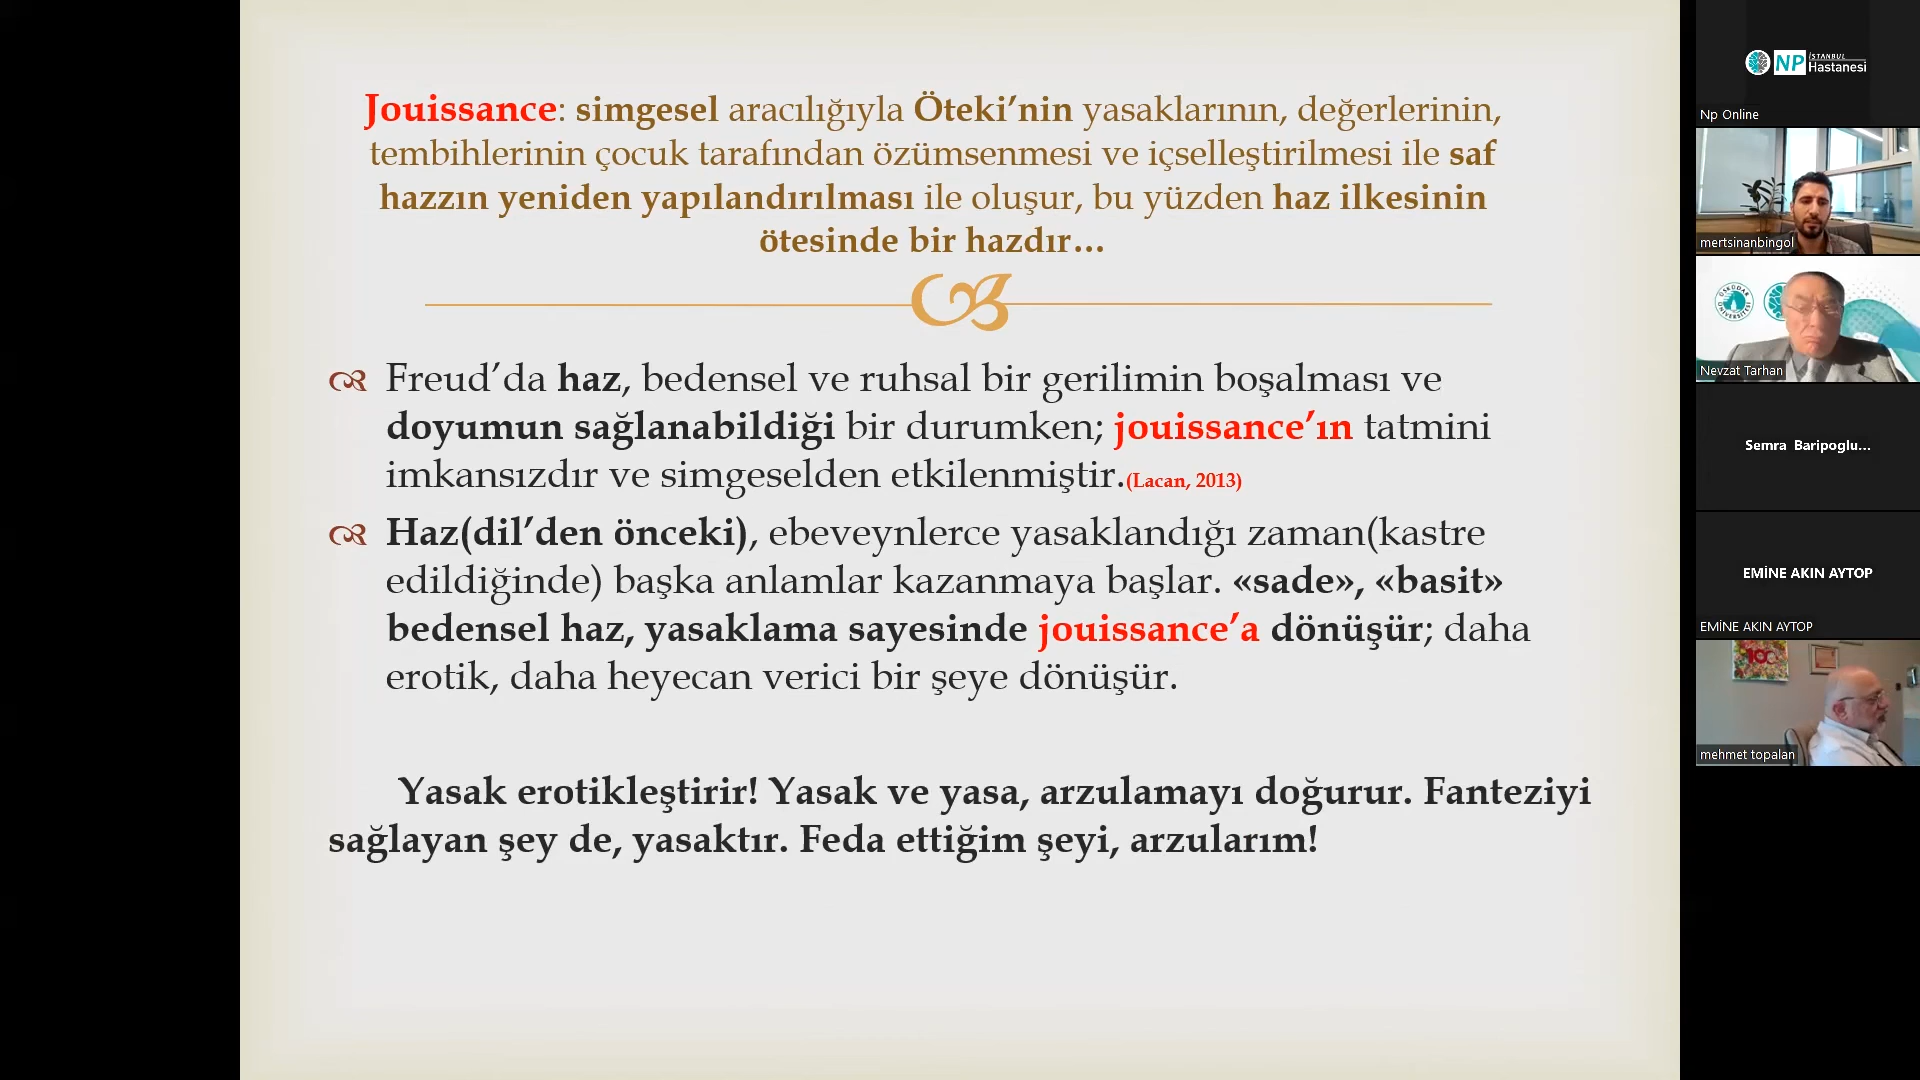 Jouissance: simgesel aracılığıyla Öteki’nin yasaklarının, değerlerinin,
tembihlerinin çocuk tarafından özümsenmesi ve içselleştirilmesi ile saf
hazzın yeniden yapılandırılması ile oluşur, bu yüzden haz ilkesinin
ötesinde bir hazdır…
Freud’da haz, bedensel ve ruhsal bir gerilimin boşalması ve
doyumun sağlanabildiği bir durumken; jouissance’ın tatmini
imkansızdır ve simgeselden etkilenmiştir.(Lacan, 2013)
Haz(dil’den önceki), ebeveynlerce yasaklandığı zaman(kastre
edildiğinde) başka anlamlar kazanmaya başlar. «sade», «basit»
bedensel haz, yasaklama sayesinde jouissance’a dönüşür; daha
erotik, daha heyecan verici bir şeye dönüşür.
Yasak erotikleştirir! Yasak ve yasa, arzulamayı doğurur. Fanteziyi
sağlayan şey de, yasaktır. Feda ettiğim şeyi, arzularım!
NP İSTANBUL
Hastanesi
Np Online
mertsinanbingol
ÜSKÜDAR
ÜNİVERSİTESİ
Nevzat Tarhan
Semra Baripoglu...
EMİNE AKIN AYTOP
EMİNE AKIN AYTOP
100
mehmet topalan